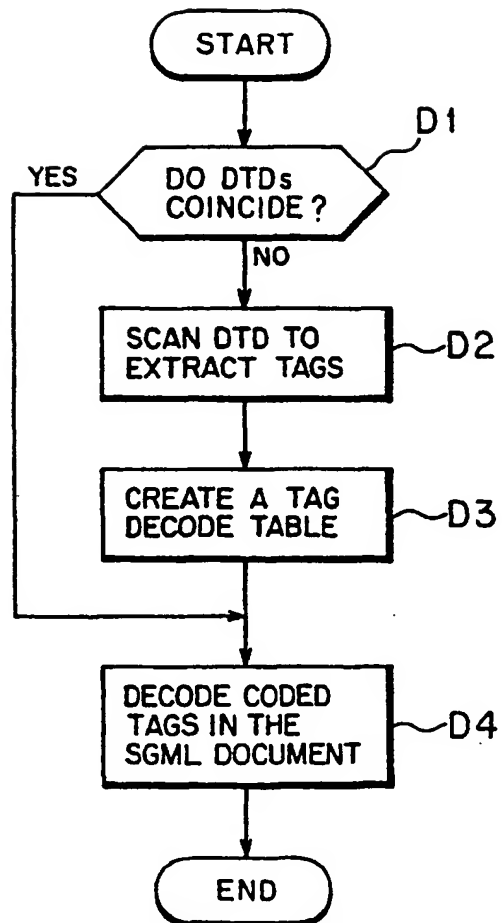 START
D1
YES
DO DTDs
COINCIDE?
NO
SCAN DTD TO
EXTRACT TAGS
D2
CREATE A TAG
DECODE TABLE
D3
DECODE CODED
TAGS IN THE
SGML DOCUMENT
D4
END